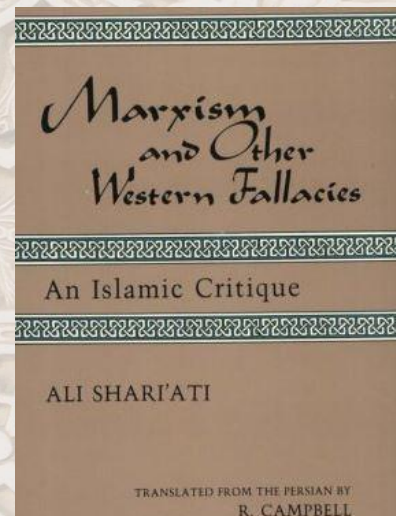 Marxism
and Other
Western Fallacies
An Islamic Critique
ALI SHARI'ATI
TRANSLATED FROM THE PERSIAN BY
R. CAMPBELL